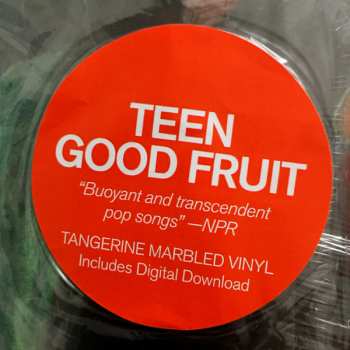 TEEN
GOOD FRUIT
“Buoyant and transcendent
pop songs” —NPR
TANGERINE MARBLED VINYL
Includes Digital Download